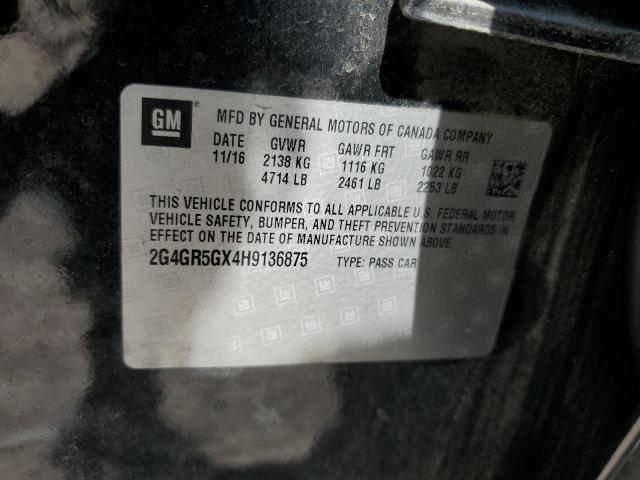 GM
®
MFD BY GENERAL MOTORS OF CANADA COMPANY
DATE GVWR GAWR FRT GAWR RR
11/16 2138 KG 1116 KG 1022 KG
4714 LB 2461 LB 2253 LB
THIS VEHICLE CONFORMS TO ALL APPLICABLE U.S. FEDERAL MOTOR
VEHICLE SAFETY, BUMPER, AND THEFT PREVENTION STANDARDS IN
EFFECT ON THE DATE OF MANUFACTURE SHOWN ABOVE.
2G4GR5GX4H9136875 TYPE: PASS CAR